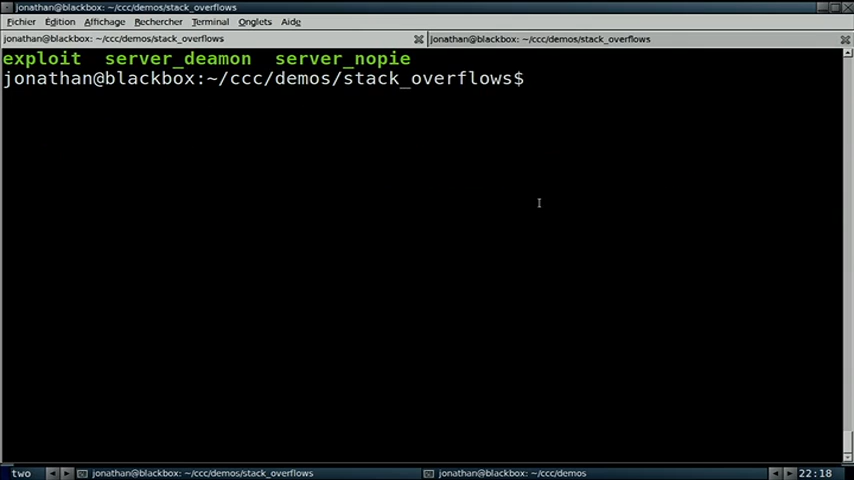 jonathan@blackbox: ~/ccc/demos/stack_overflows
Fichier Édition Affichage Rechercher Terminal Onglets Aide
jonathan@blackbox: ~/ccc/demos/stack_overflows jonathan@blackbox: ~/ccc/demos/stack_overflows
exploit server_deamon server_nopie
jonathan@blackbox:~/ccc/demos/stack_overflows$
two jonathan@blackbox: ~/ccc/demos/stack_overflows jonathan@blackbox: ~/ccc/demos 22:18